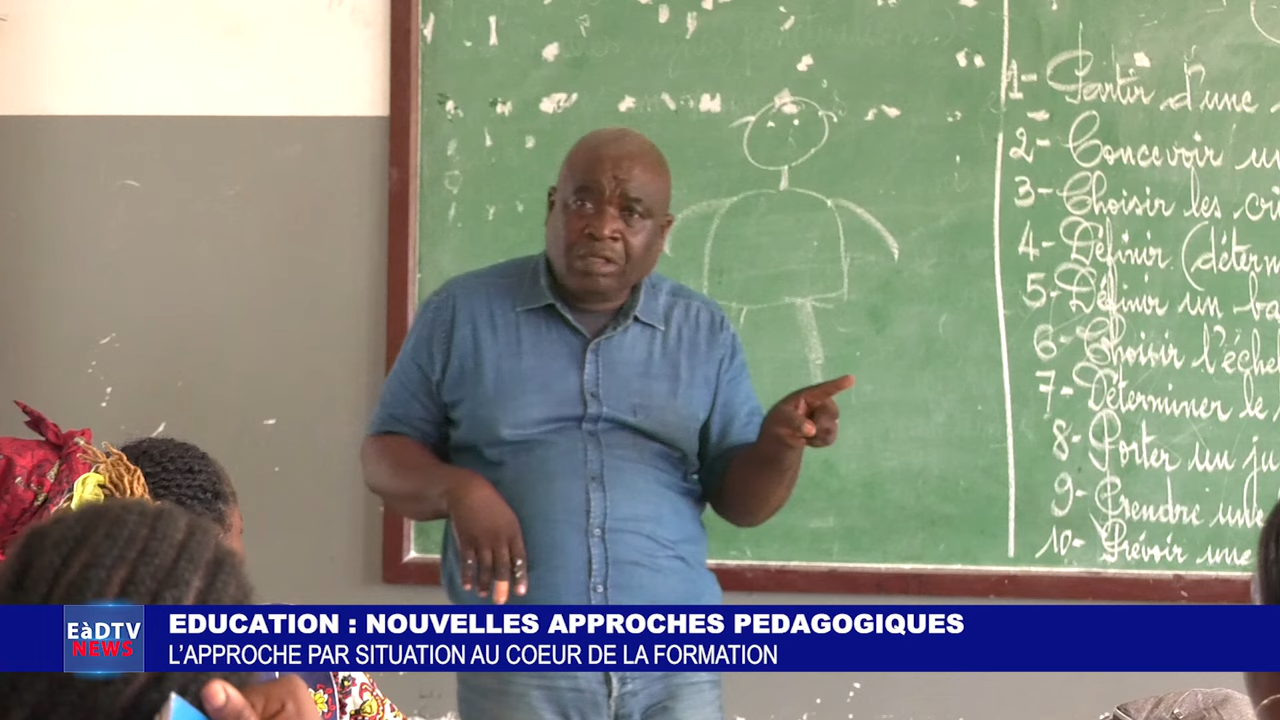 1- Partir d'une
2- Concevoir un
3- Choisir les cri
4- Définir (déterm
5- Définir un ba
6- Choisir l'échel
7- Déterminer le
8- Porter un ju
9- Prendre une
10- Prévoir une
EàDTV
NEWS
EDUCATION : NOUVELLES APPROCHES PEDAGOGIQUES
L'APPROCHE PAR SITUATION AU COEUR DE LA FORMATION